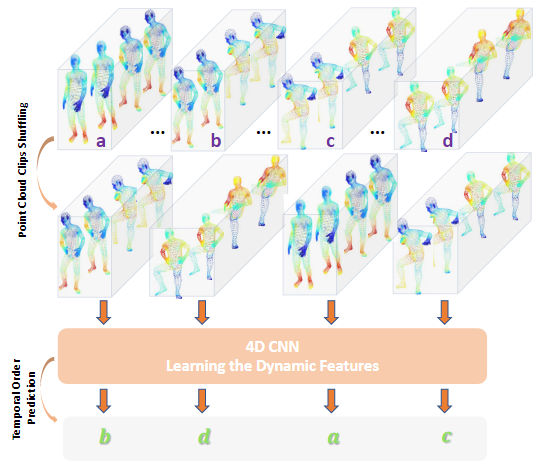 Point Cloud Clips Shuffling
a ... b ... c ... d
4D CNN
Learning the Dynamic Features
Temporal Order
Prediction
b d a c